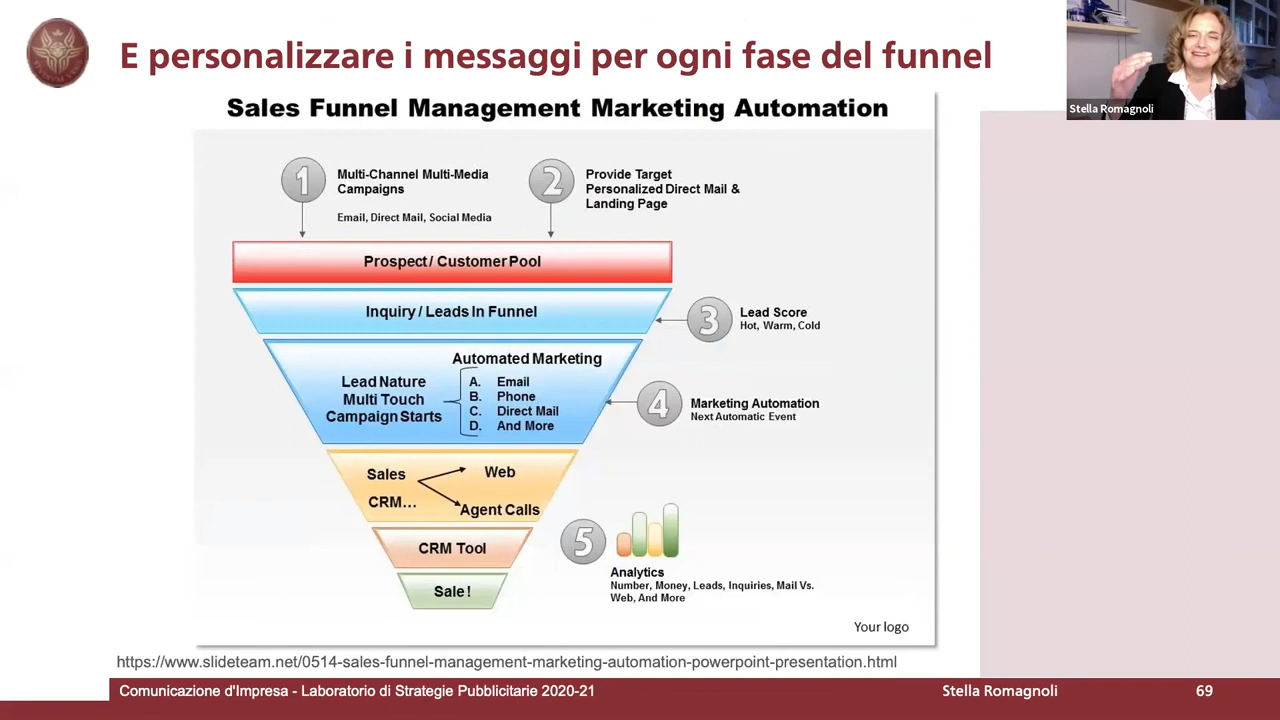 E personalizzare i messaggi per ogni fase del funnel
Stella Romagnoli
Sales Funnel Management Marketing Automation
1
Multi-Channel Multi-Media
Campaigns
Email, Direct Mail, Social Media
2
Provide Target
Personalized Direct Mail &
Landing Page
Prospect / Customer Pool
Inquiry / Leads In Funnel
3
Lead Score
Hot, Warm, Cold
Automated Marketing
Lead Nature
Multi Touch
Campaign Starts
A. Email
B. Phone
C. Direct Mail
D. And More
4
Marketing Automation
Next Automatic Event
Sales
CRM...
Web
Agent Calls
CRM Tool
Sale !
5
Analytics
Number, Money, Leads, Inquiries, Mail Vs.
Web, And More
Your logo
https://www.slideteam.net/0514-sales-funnel-management-marketing-automation-powerpoint-presentation.html
Comunicazione d'Impresa - Laboratorio di Strategie Pubblicitarie 2020-21
Stella Romagnoli
69